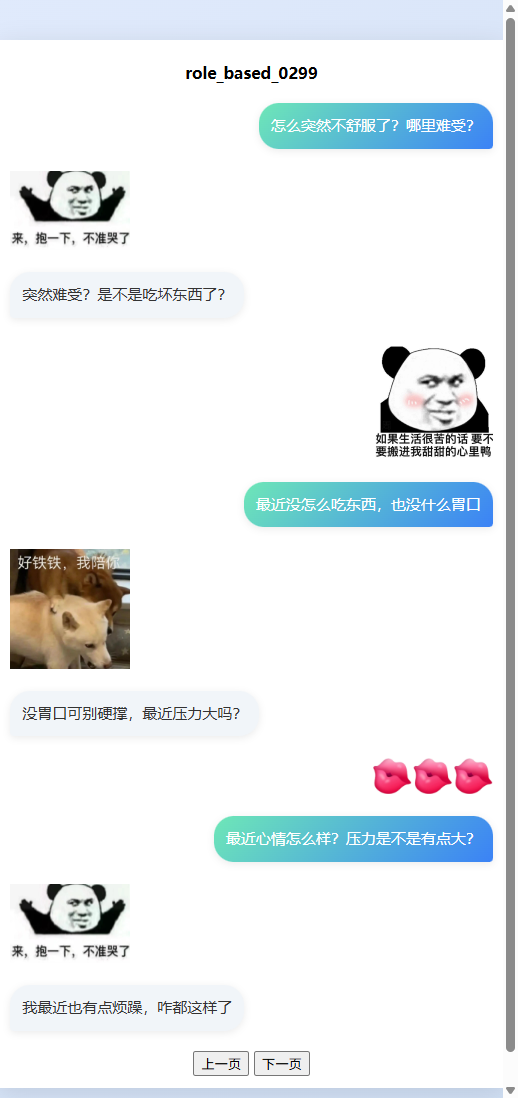 role_based_0299
怎么突然不舒服了？哪里难受？
来，抱一下，不准哭了
突然难受？是不是吃坏东西了？
如果生活很苦的话 要不
要搬进我甜甜的心里鸭
最近没怎么吃东西，也没什么胃口
好铁铁，我陪你
没胃口可别硬撑，最近压力大吗？
最近心情怎么样？压力是不是有点大？
来，抱一下，不准哭了
我最近也有点烦躁，咋都这样了
上一页 下一页